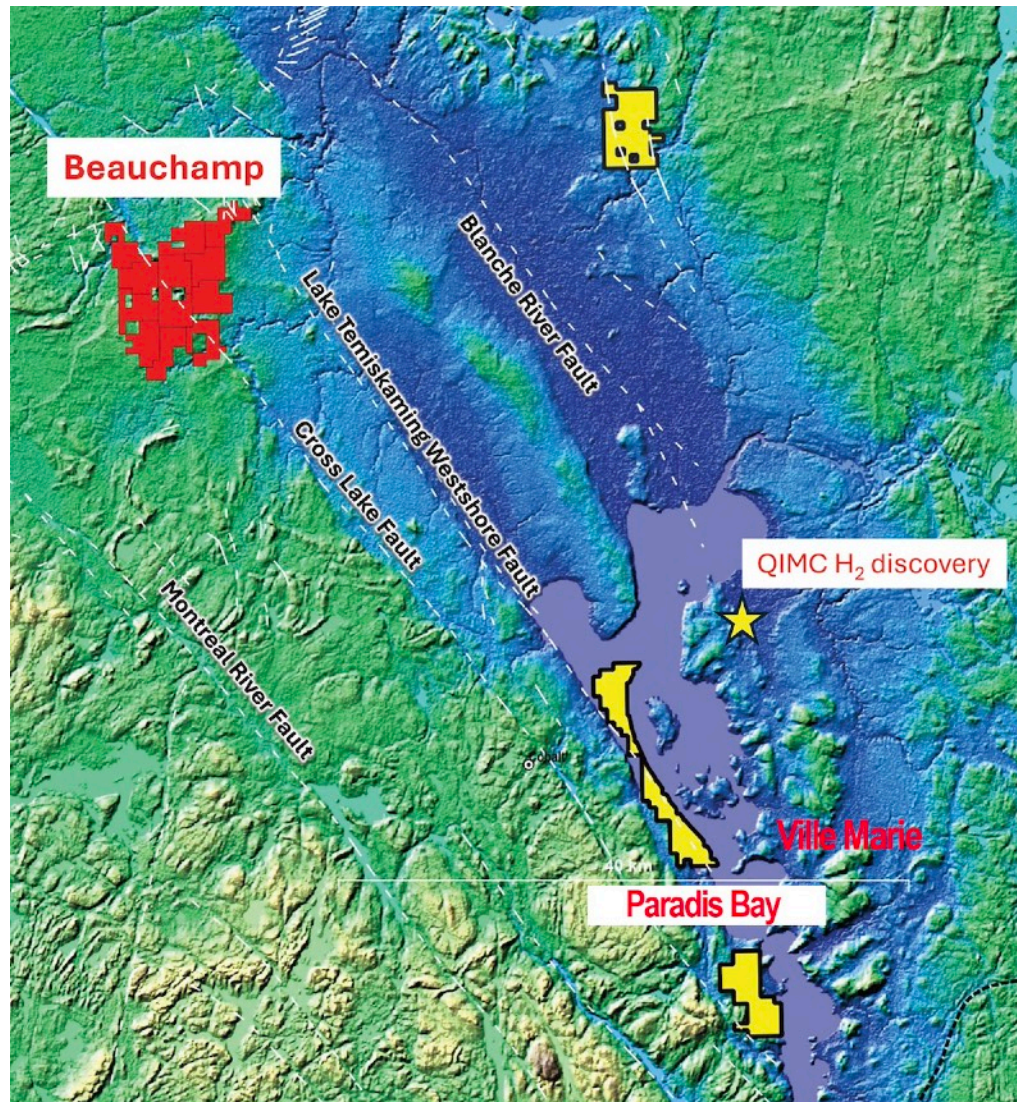 Beauchamp
Blanche River Fault
Lake Temiskaming Westshore Fault
Cross Lake Fault
QIMC H₂ discovery
Montreal River Fault
Cobalt
Ville Marie
40 km
Paradis Bay